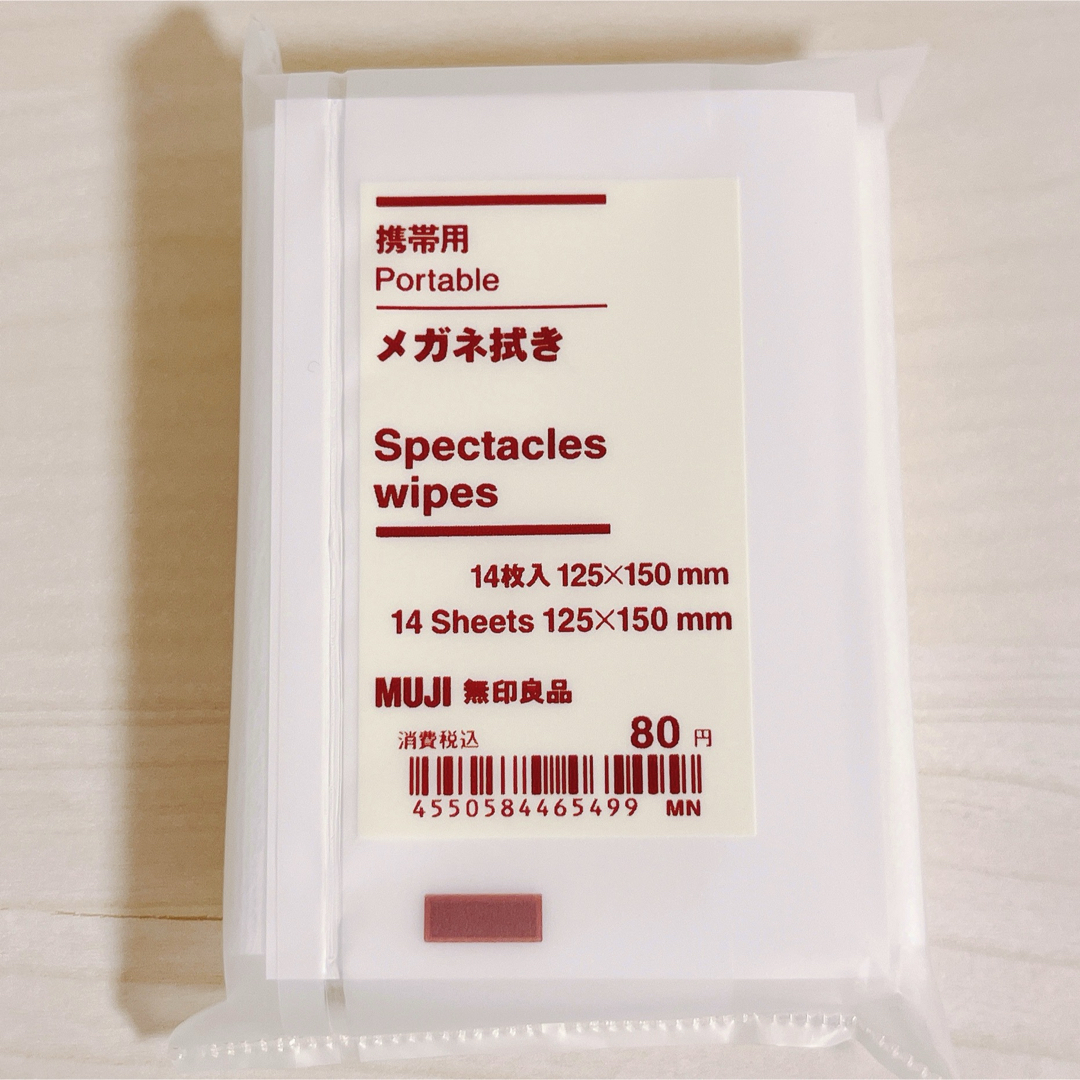 携帯用
Portable
メガネ拭き
Spectacles
wipes
14枚入 125×150 mm
14 Sheets 125×150 mm
MUJI 無印良品
消費税込 80 円
4550584465499 MN